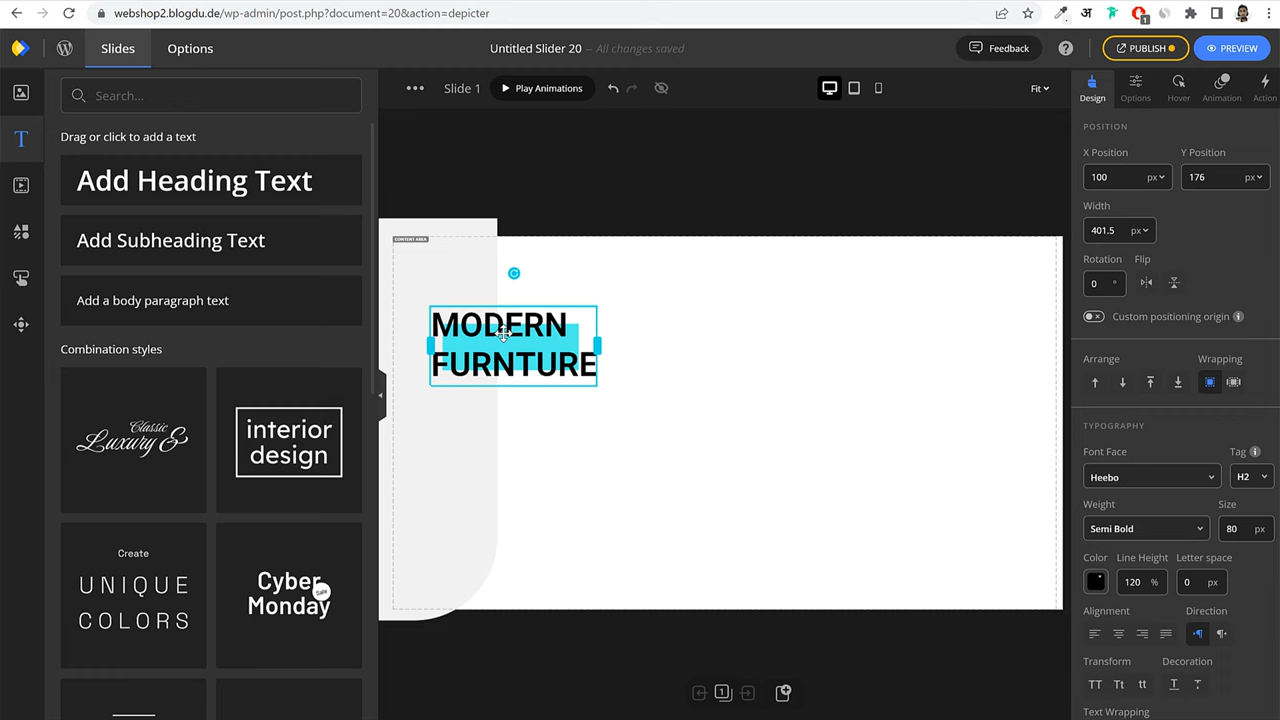 webshop2.blogdu.de/wp-admin/post.php?document=20&action=depicter
अ
1
Slides
Options
Untitled Slider 20 – All changes saved
Feedback
?
PUBLISH
PREVIEW
Search...
Slide 1
Play Animations
Fit
Design
Options
Hover
Animation
Action
Drag or click to add a text
T
Add Heading Text
Add Subheading Text
Add a body paragraph text
Combination styles
Classic
Luxury &
interior
design
Create
UNIQUE
COLORS
Cyber
Monday
Sale
CONTENT AREA
MODERN
FURNTURE
1
POSITION
X Position
Y Position
100 px
176 px
Width
401.5 px
Rotation
Flip
0 °
Custom positioning origin
Arrange
Wrapping
TYPOGRAPHY
Font Face
Tag
Heebo
H2
Weight
Size
Semi Bold
80 px
Color
Line Height
Letter space
120 %
0 px
Alignment
Direction
Transform
Decoration
TT
Tt
tt
T
T
Text Wrapping